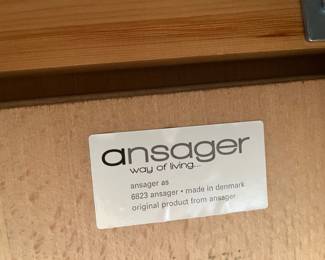 ansager
way of living...
ansager as
6823 ansager • made in denmark
original product from ansager